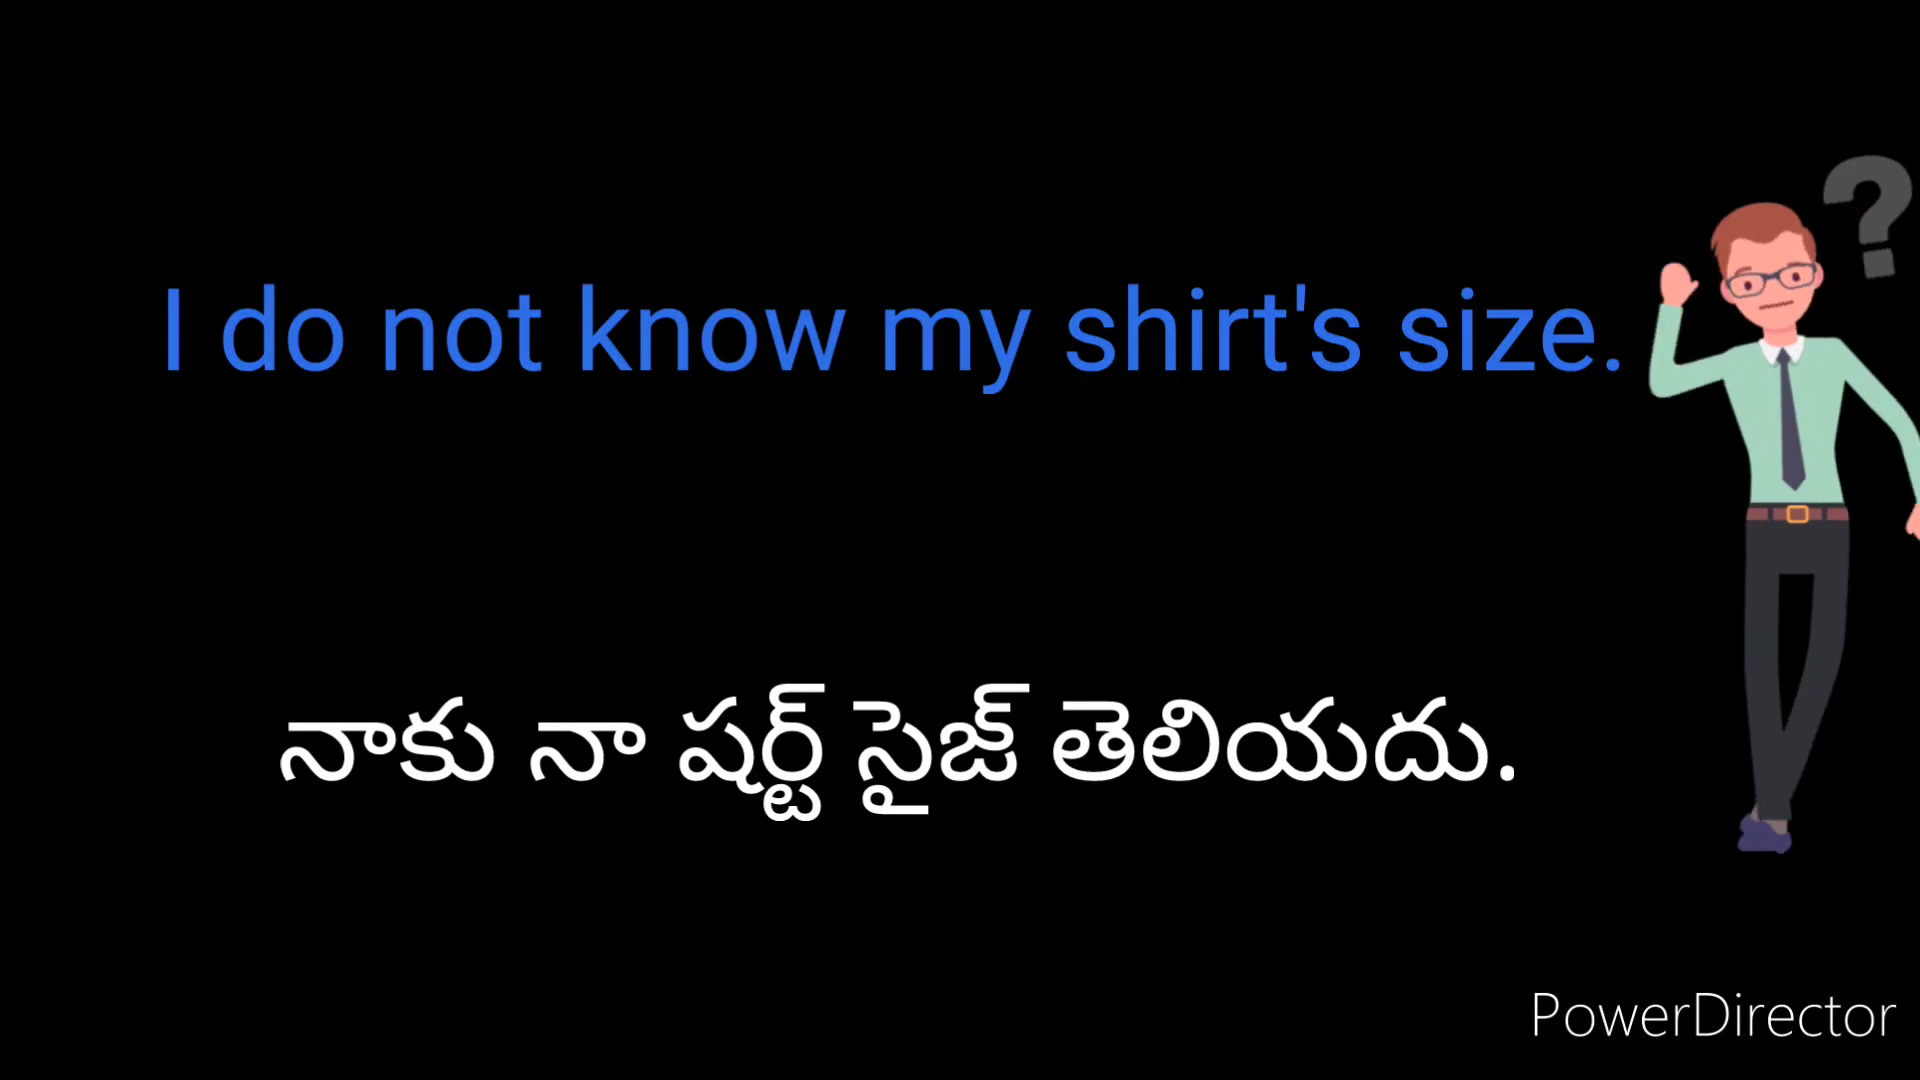 I do not know my shirt's size.
?
నాకు నా షర్ట్ సైజ్ తెలియదు.
PowerDirector